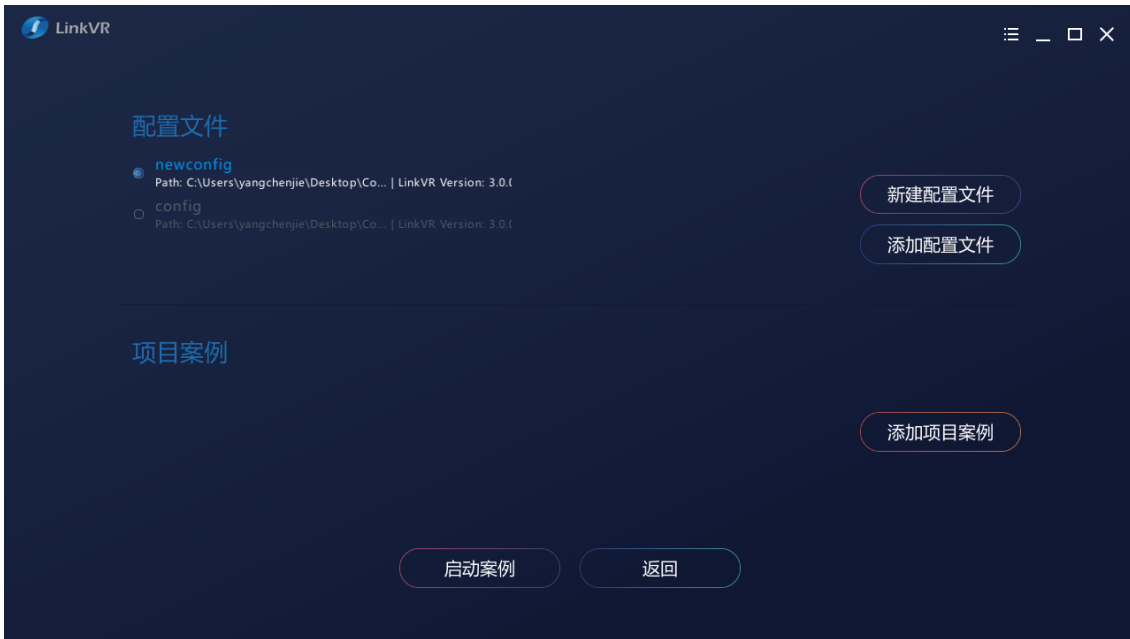 LinkVR
配置文件
newconfig
Path: C:\Users\yangchenjie\Desktop\Co... | LinkVR Version: 3.0.(
config
Path: C:\Users\yangchenjie\Desktop\Co... | LinkVR Version: 3.0.(
新建配置文件
添加配置文件
项目案例
添加项目案例
启动案例
返回